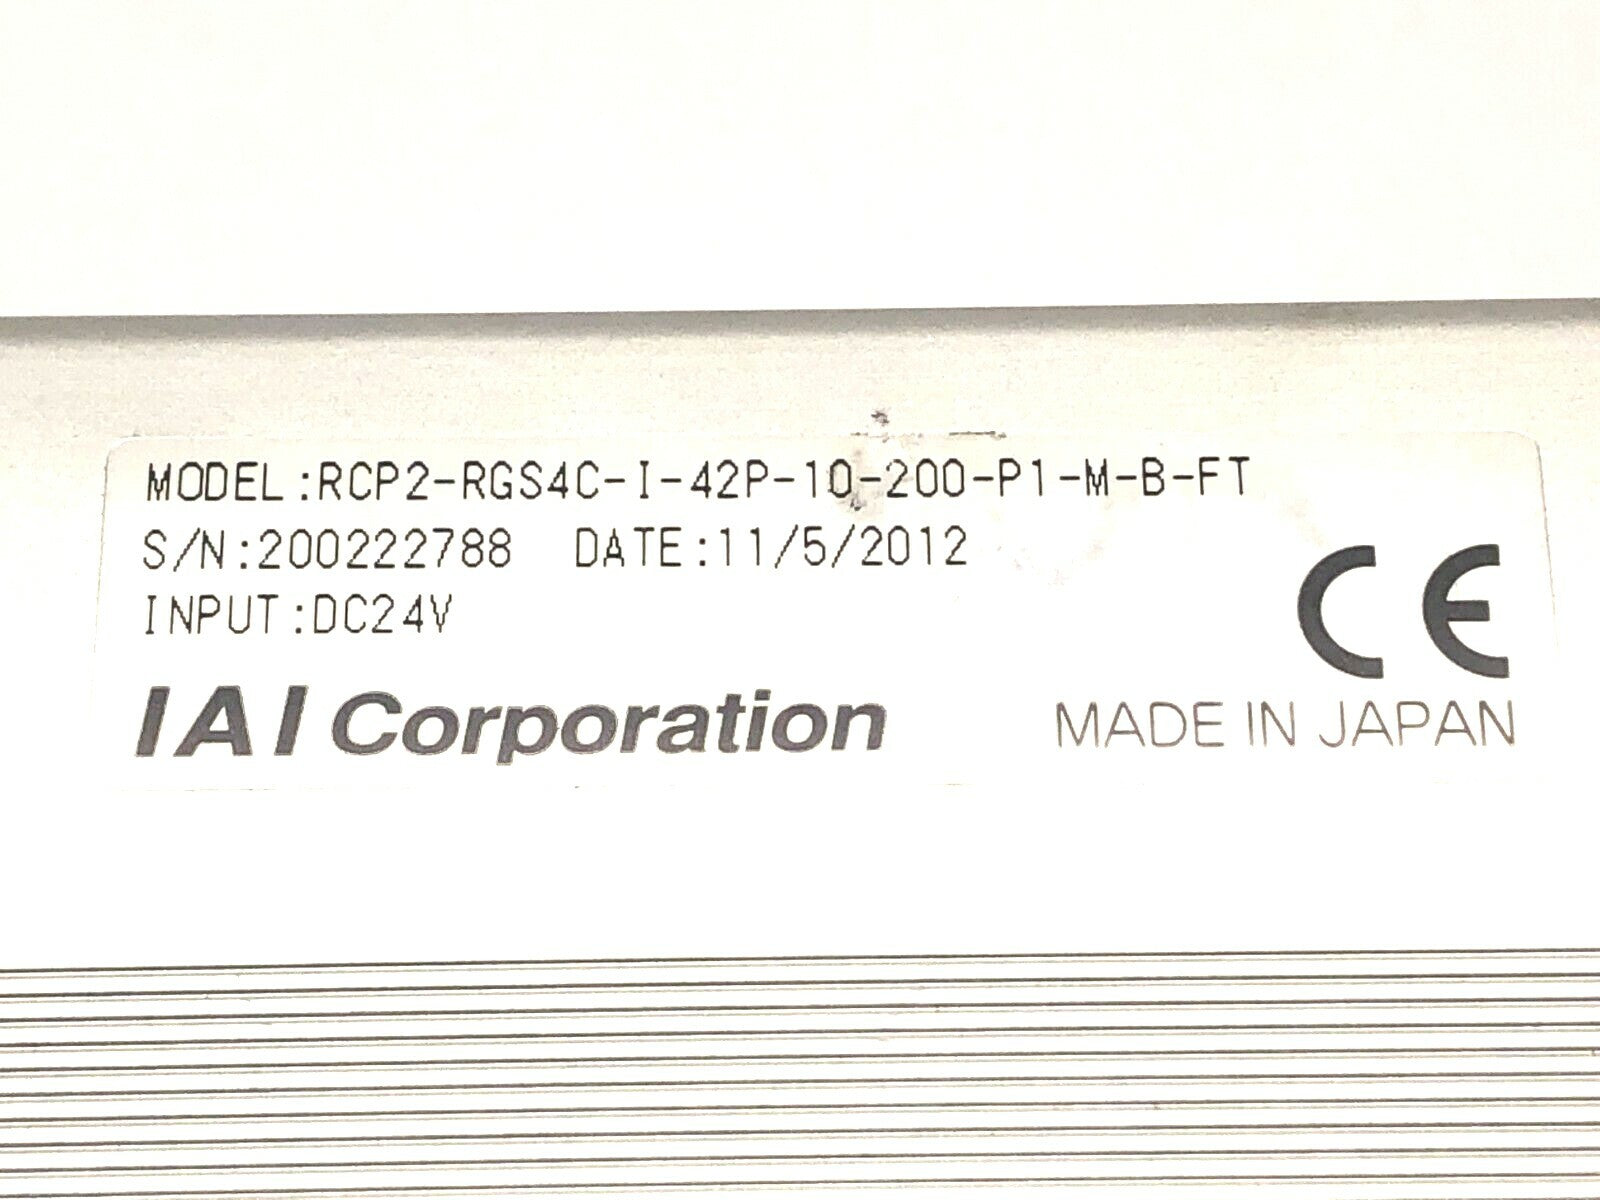 MODEL:RCP2-RGS4C-I-42P-10-200-P1-M-B-FT
S/N:200222788 DATE:11/5/2012
INPUT:DC24V
CE
IAI Corporation MADE IN JAPAN